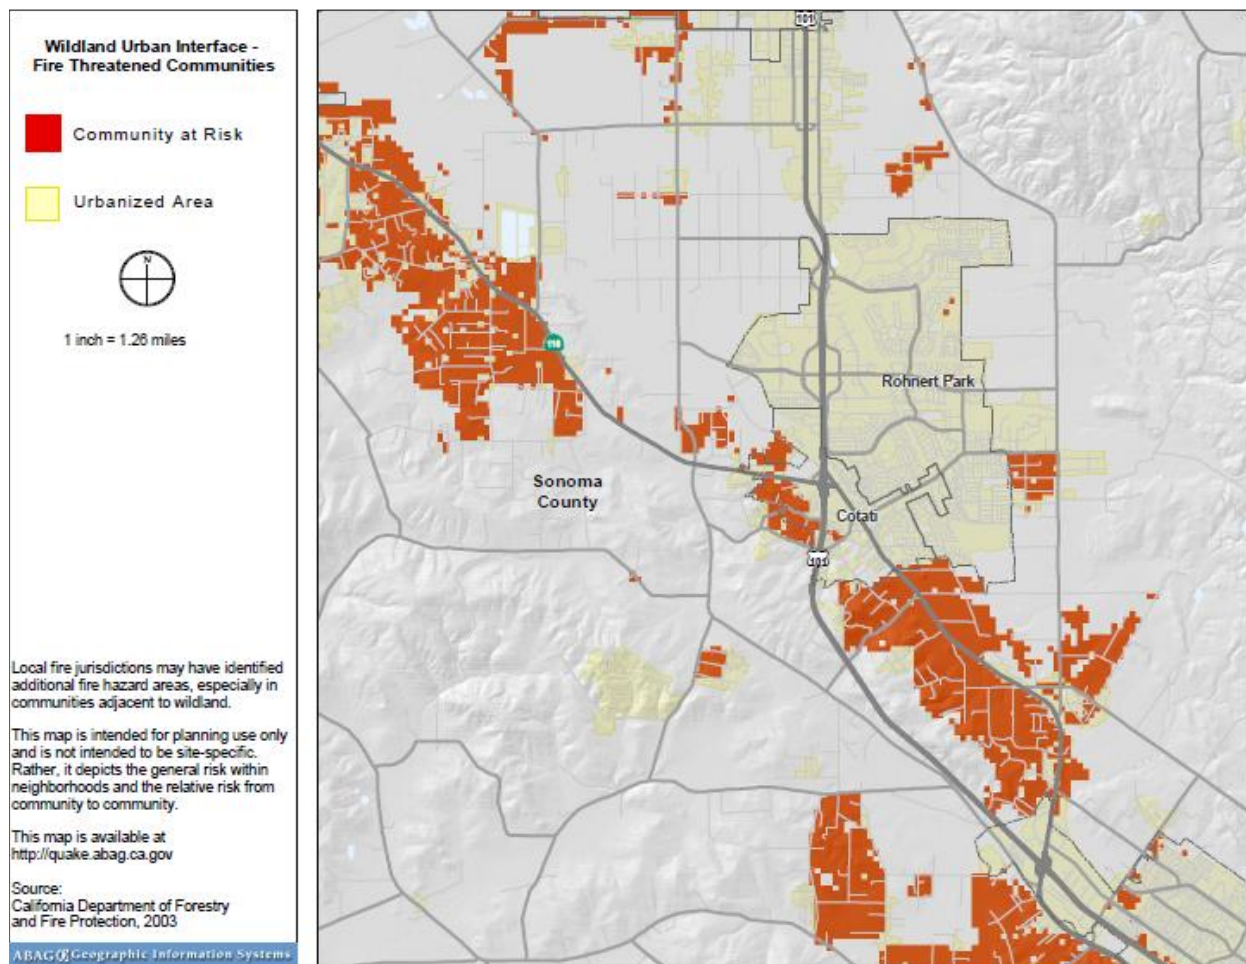 Wildland Urban Interface -
Fire Threatened Communities
Community at Risk
Urbanized Area
N
1 inch = 1.26 miles
Local fire jurisdictions may have identified
additional fire hazard areas, especially in
communities adjacent to wildland.
This map is intended for planning use only
and is not intended to be site-specific.
Rather, it depicts the general risk within
neighborhoods and the relative risk from
community to community.
This map is available at
http://quake.abag.ca.gov
Source:
California Department of Forestry
and Fire Protection, 2003
ABAG Geographic Information Systems
101
116
Rohnert Park
Sonoma
County
Cotati
101